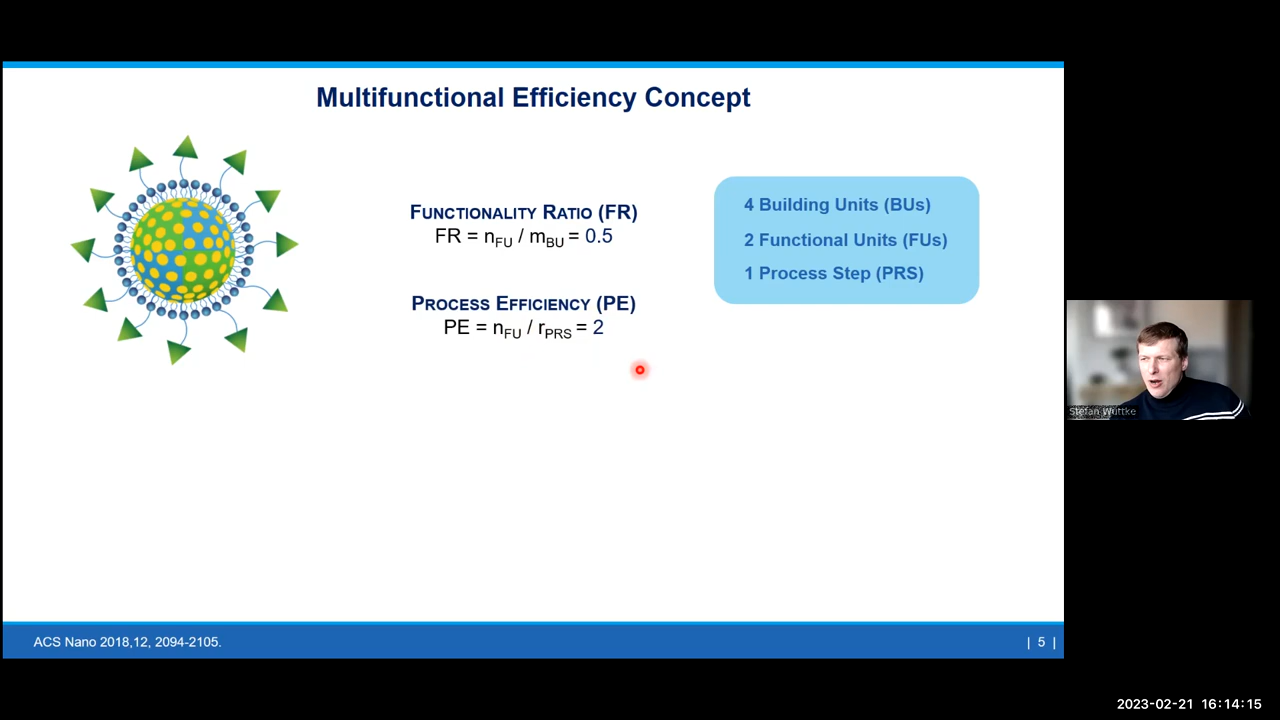 Multifunctional Efficiency Concept
FUNCTIONALITY RATIO (FR)
FR = nFU / mBU = 0.5
PROCESS EFFICIENCY (PE)
PE = nFU / rPRS = 2
4 Building Units (BUs)
2 Functional Units (FUs)
1 Process Step (PRS)
Stefan Wuttke
ACS Nano 2018,12, 2094-2105.
| 5 |
2023-02-21 16:14:15